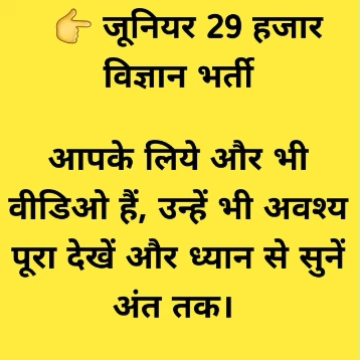 👉 जूनियर 29 हजार
विज्ञान भर्ती
आपके लिये और भी
वीडिओ हैं, उन्हें भी अवश्य
पूरा देखें और ध्यान से सुनें
अंत तक।